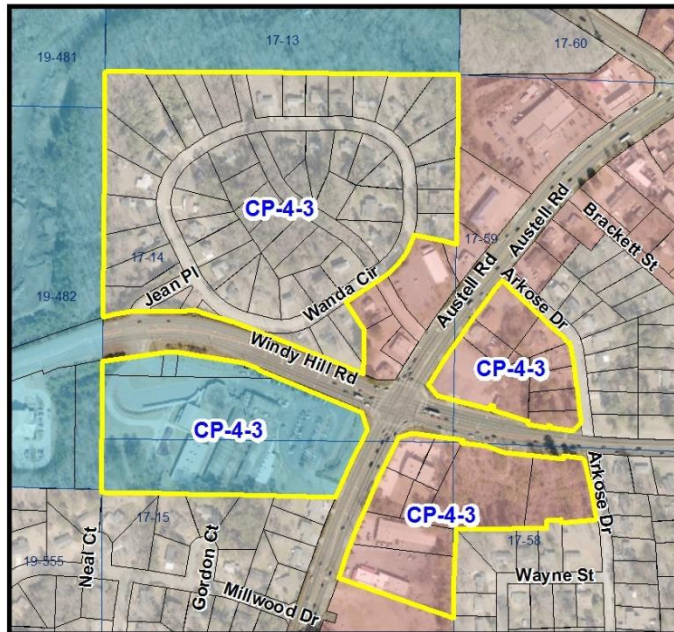 17-13
17-60
19-481
CP-4-3
17-59
Austell Rd
Brackett St
17-14
Jean Pl
Wanda Cir
Austell Rd
Arkose Dr
19-482
Windy Hill Rd
CP-4-3
CP-4-3
CP-4-3
Arkose Dr
17-15
17-58
Neal Ct
Gordon Ct
19-555
Wayne St
Millwood Dr